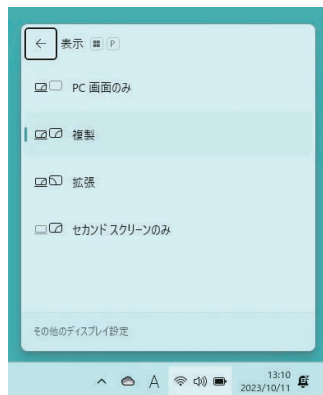 表示 P
PC 画面のみ
複製
拡張
セカンド スクリーンのみ
その他のディスプレイ設定
A 13:10
2023/10/11